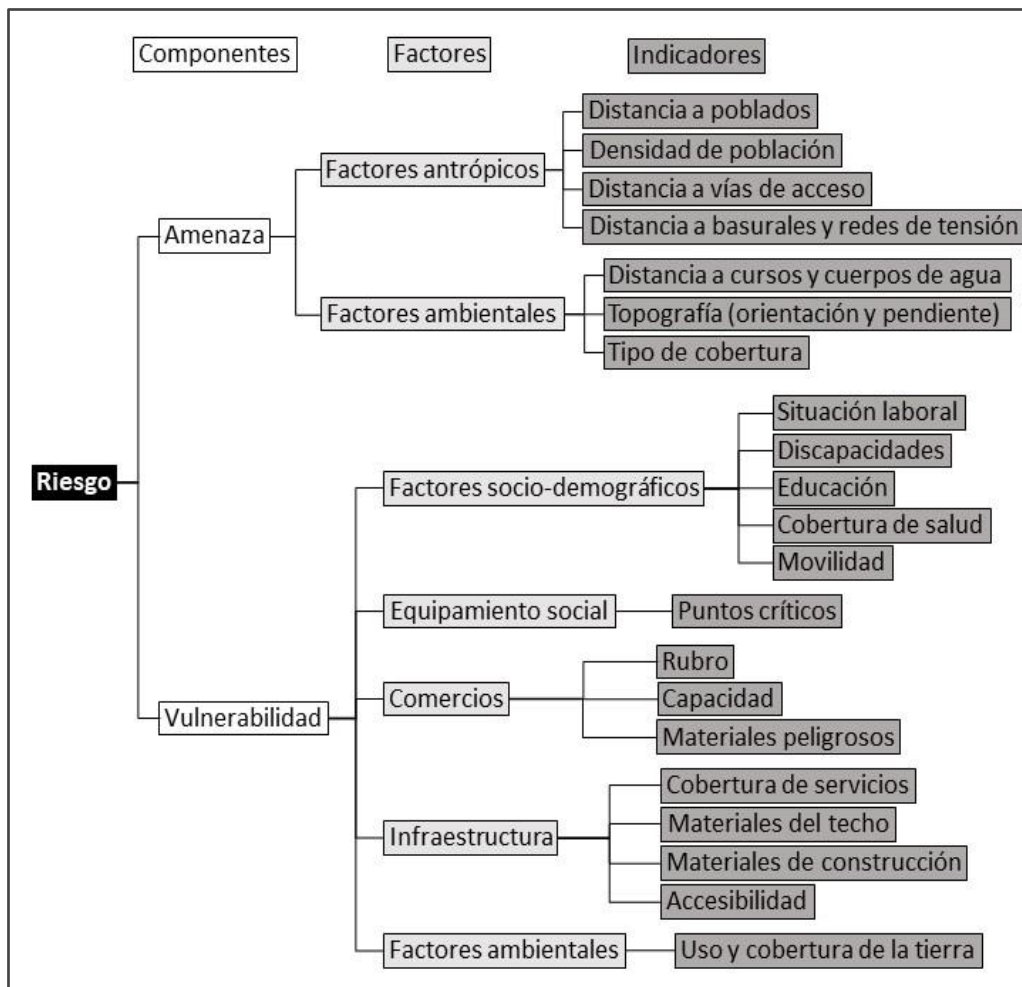 Componentes
Factores
Indicadores
Distancia a poblados
Densidad de población
Factores antrópicos
Distancia a vías de acceso
Distancia a basurales y redes de tensión
Amenaza
Distancia a cursos y cuerpos de agua
Factores ambientales
Topografía (orientación y pendiente)
Tipo de cobertura
Riesgo
Situación laboral
Discapacidades
Factores socio-demográficos
Educación
Cobertura de salud
Movilidad
Equipamiento social
Puntos críticos
Vulnerabilidad
Rubro
Comercios
Capacidad
Materiales peligrosos
Cobertura de servicios
Materiales del techo
Infraestructura
Materiales de construcción
Accesibilidad
Factores ambientales
Uso y cobertura de la tierra